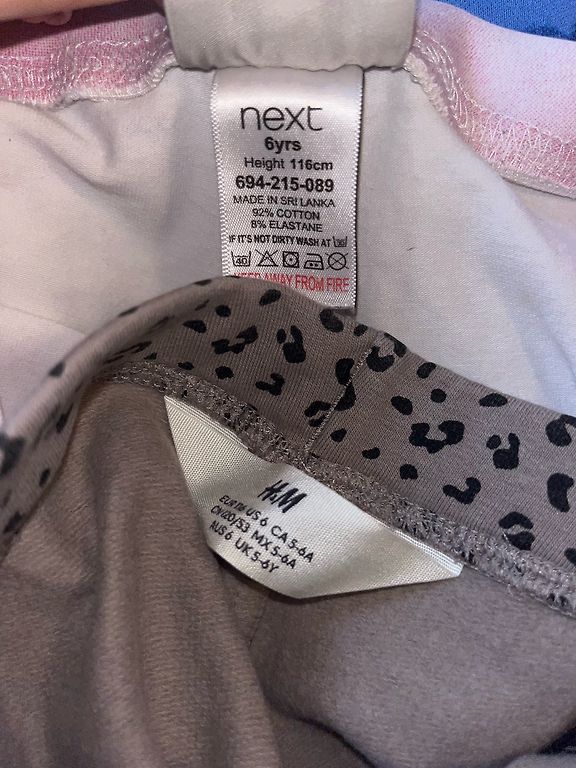 next
6yrs
Height 116cm
694-215-089
MADE IN SRI LANKA
92% COTTON
8% ELASTANE
IF IT'S NOT DIRTY WASH AT 30
40
KEEP AWAY FROM FIRE
H&M
EUR 116 US 6 CA 5-6A
CN 120/53 MX 5-6A
AUS 6 UK 5-6Y